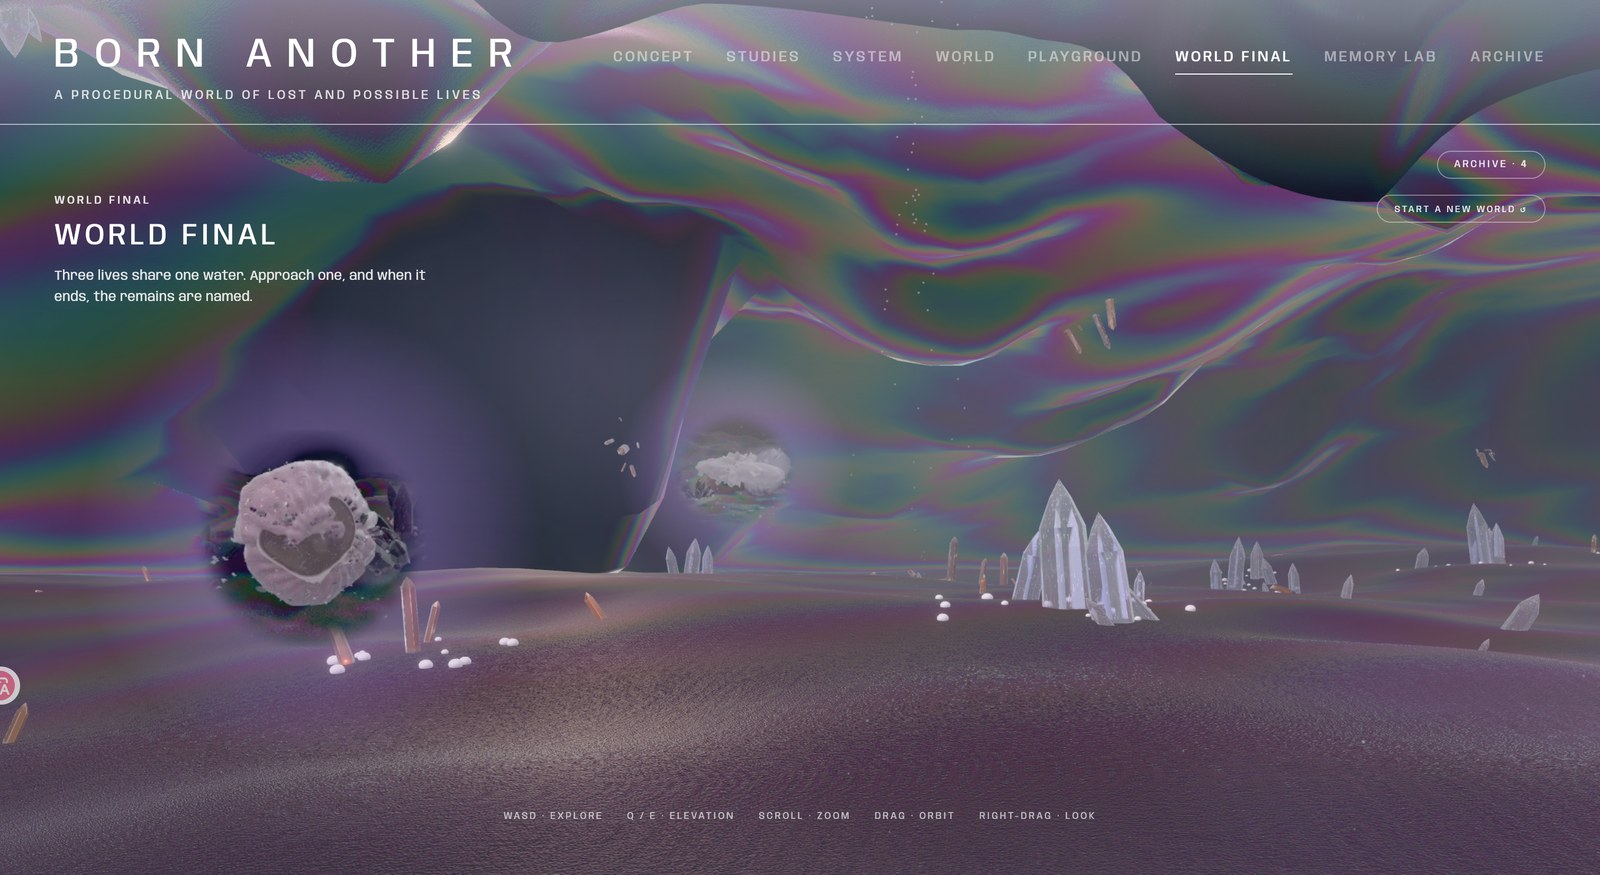 BORN ANOTHER
A PROCEDURAL WORLD OF LOST AND POSSIBLE LIVES
CONCEPT STUDIES SYSTEM WORLD PLAYGROUND WORLD FINAL MEMORY LAB ARCHIVE
ARCHIVE · 4
START A NEW WORLD ↺
WORLD FINAL
WORLD FINAL
Three lives share one water. Approach one, and when it
ends, the remains are named.
A
WASD · EXPLORE Q / E · ELEVATION SCROLL · ZOOM DRAG · ORBIT RIGHT-DRAG · LOOK